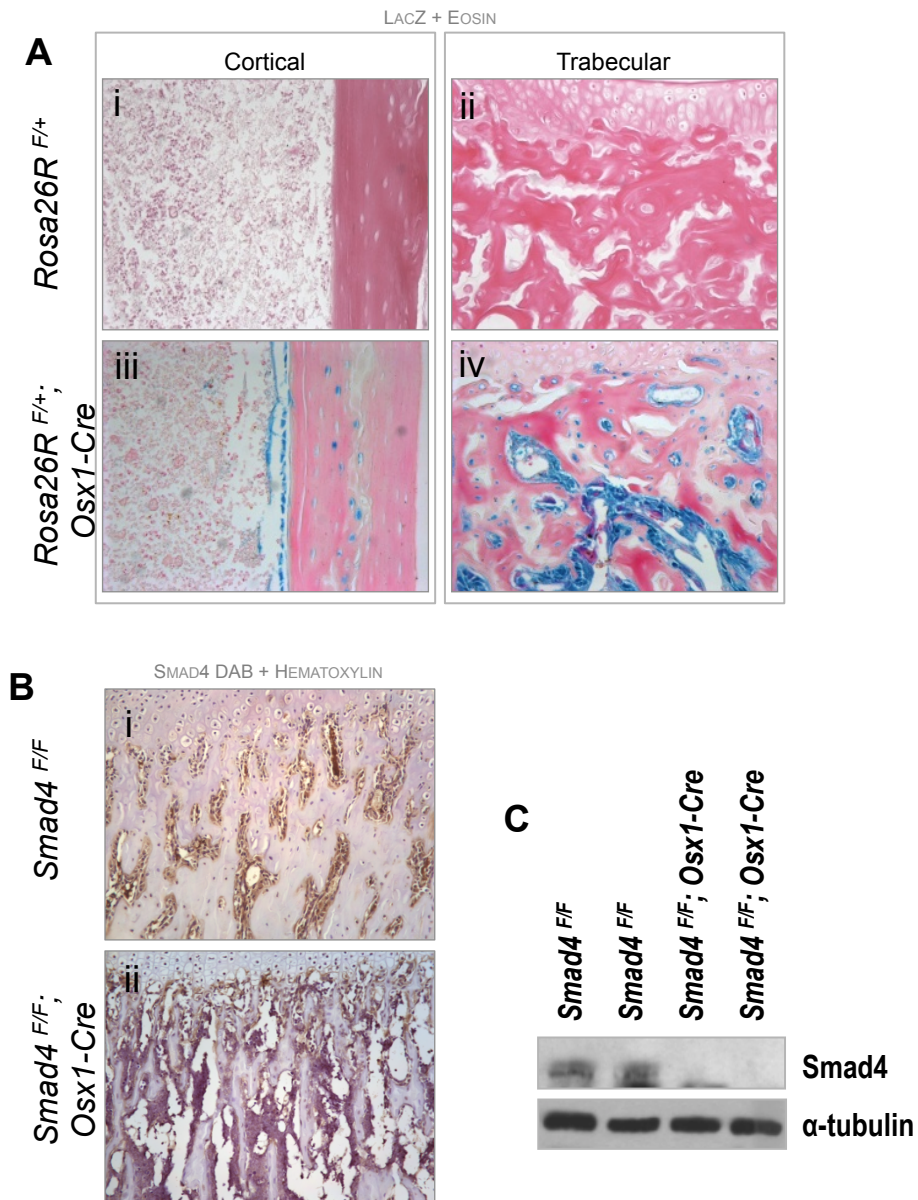 LacZ + Eosin
A
Cortical
Trabecular
i
ii
Rosa26R F/+
iii
iv
Rosa26R F/+;
Osx1-Cre
Smad4 DAB + Hematoxylin
B
i
Smad4 F/F
ii
Smad4 F/F;
Osx1-Cre
C
Smad4 F/F
Smad4 F/F
Smad4 F/F; Osx1-Cre
Smad4 F/F; Osx1-Cre
Smad4
α-tubulin